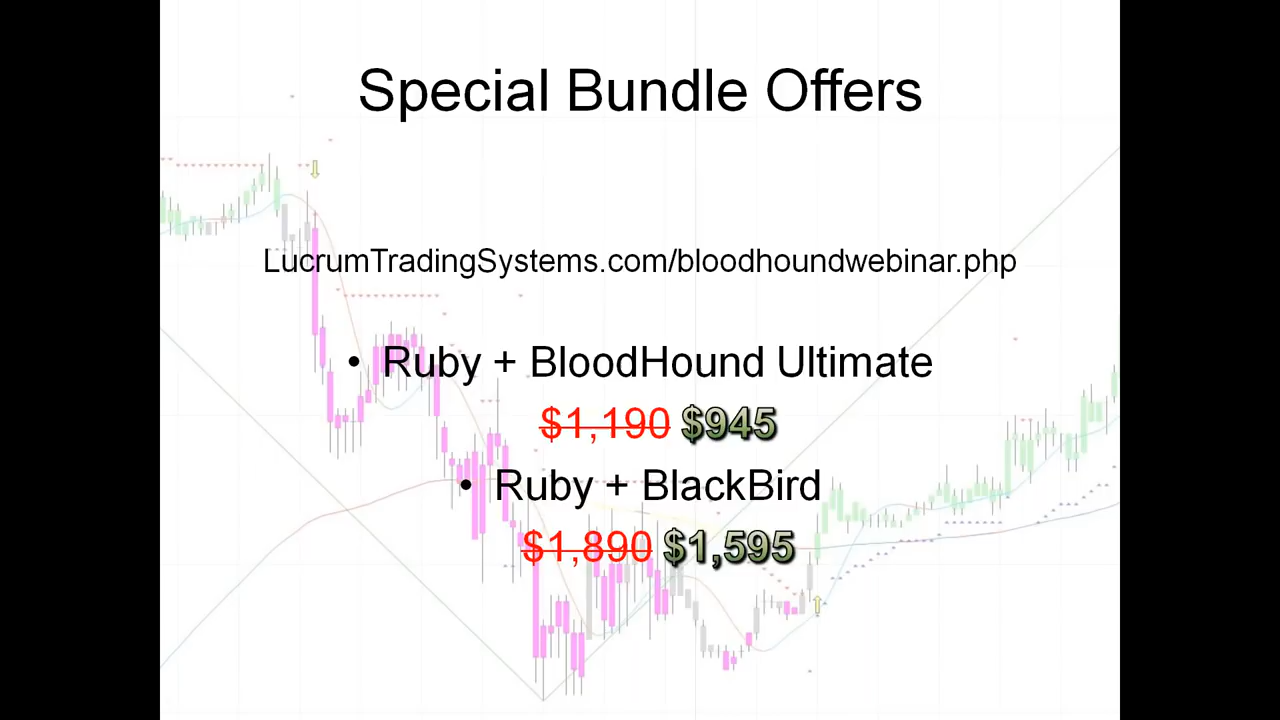 Special Bundle Offers
LucrumTradingSystems.com/bloodhoundwebinar.php
• Ruby + BloodHound Ultimate
$1,190 $945
• Ruby + BlackBird
$1,890 $1,595